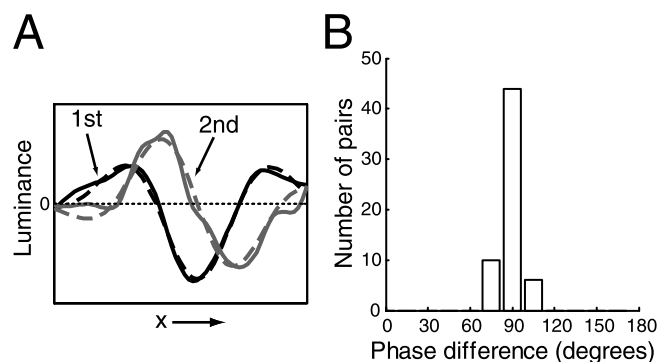 A
1st
2nd
Luminance
0
x
B
Number of pairs
50
40
30
20
10
0
0 30 60 90 120 150 180
Phase difference (degrees)